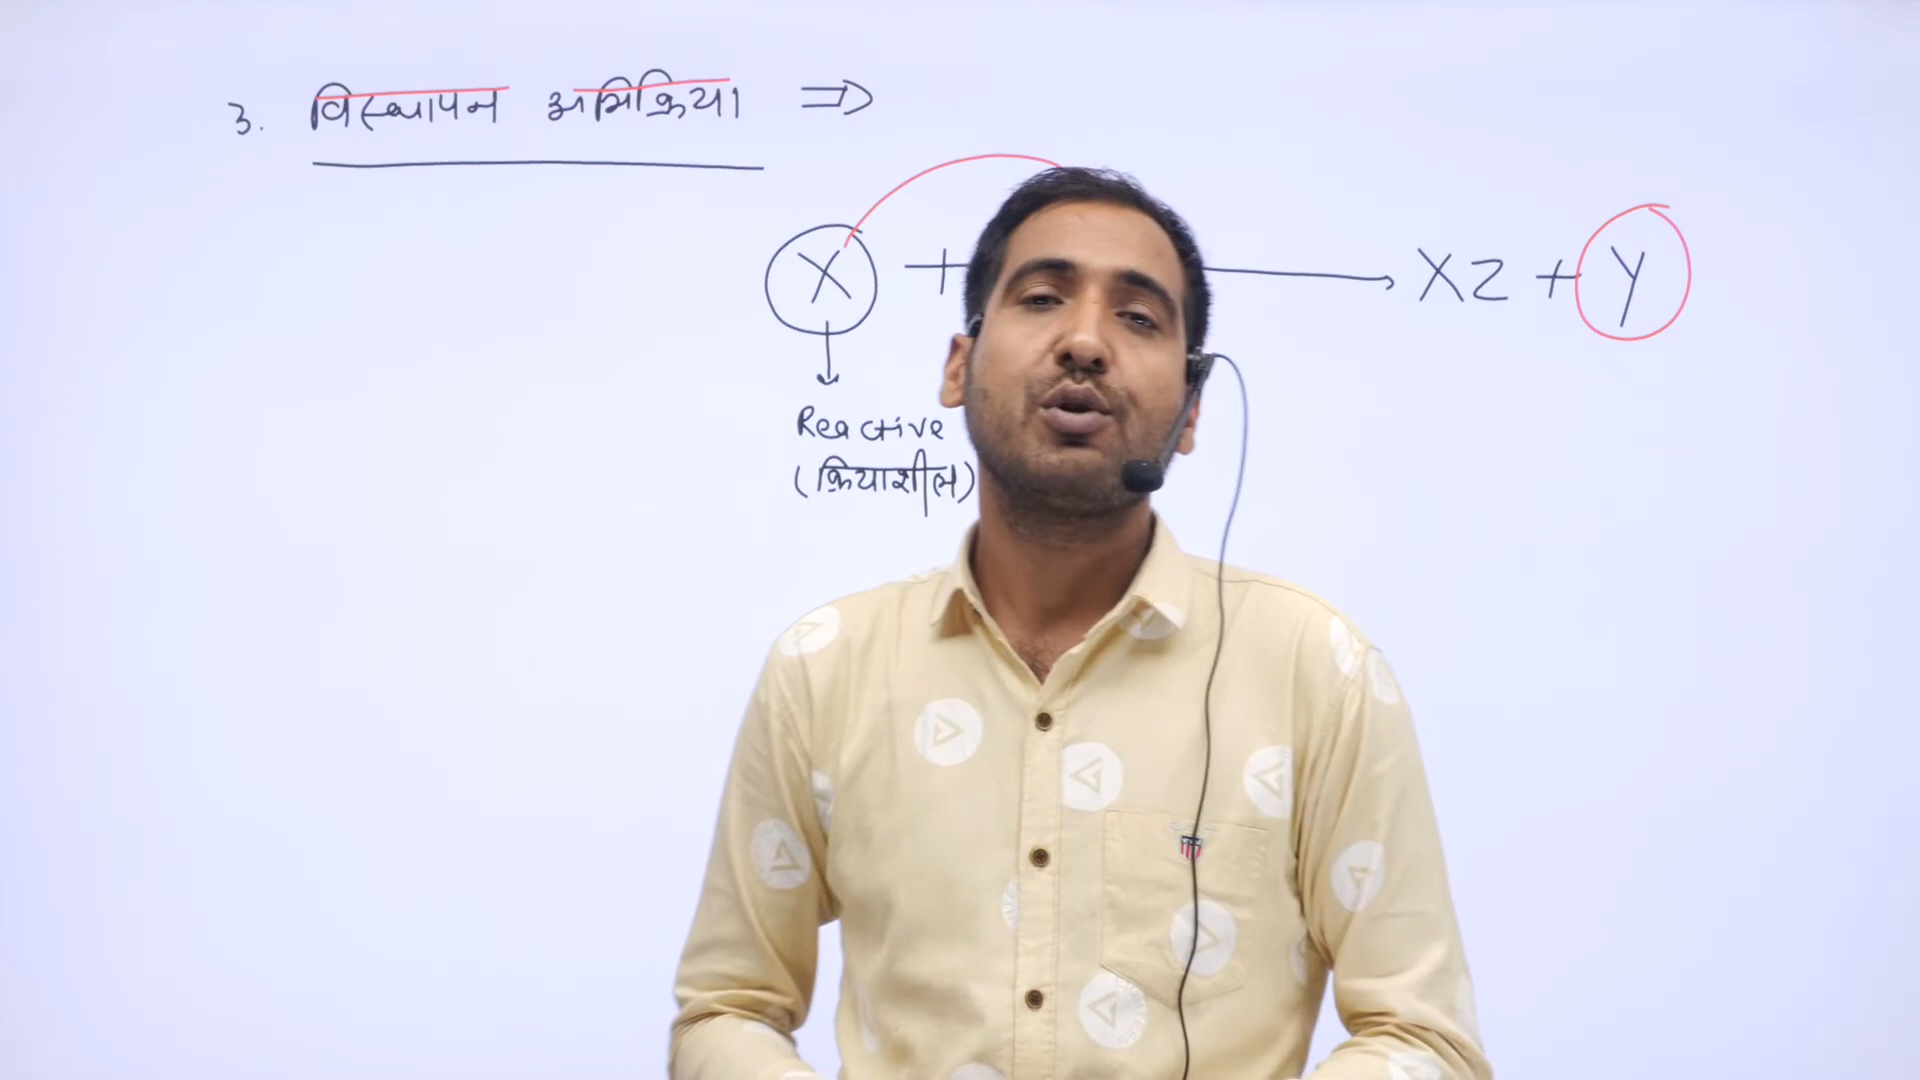 3. विस्थापन अभिक्रिया ⇒
X + → XZ + Y
Reactive
(क्रियाशील)